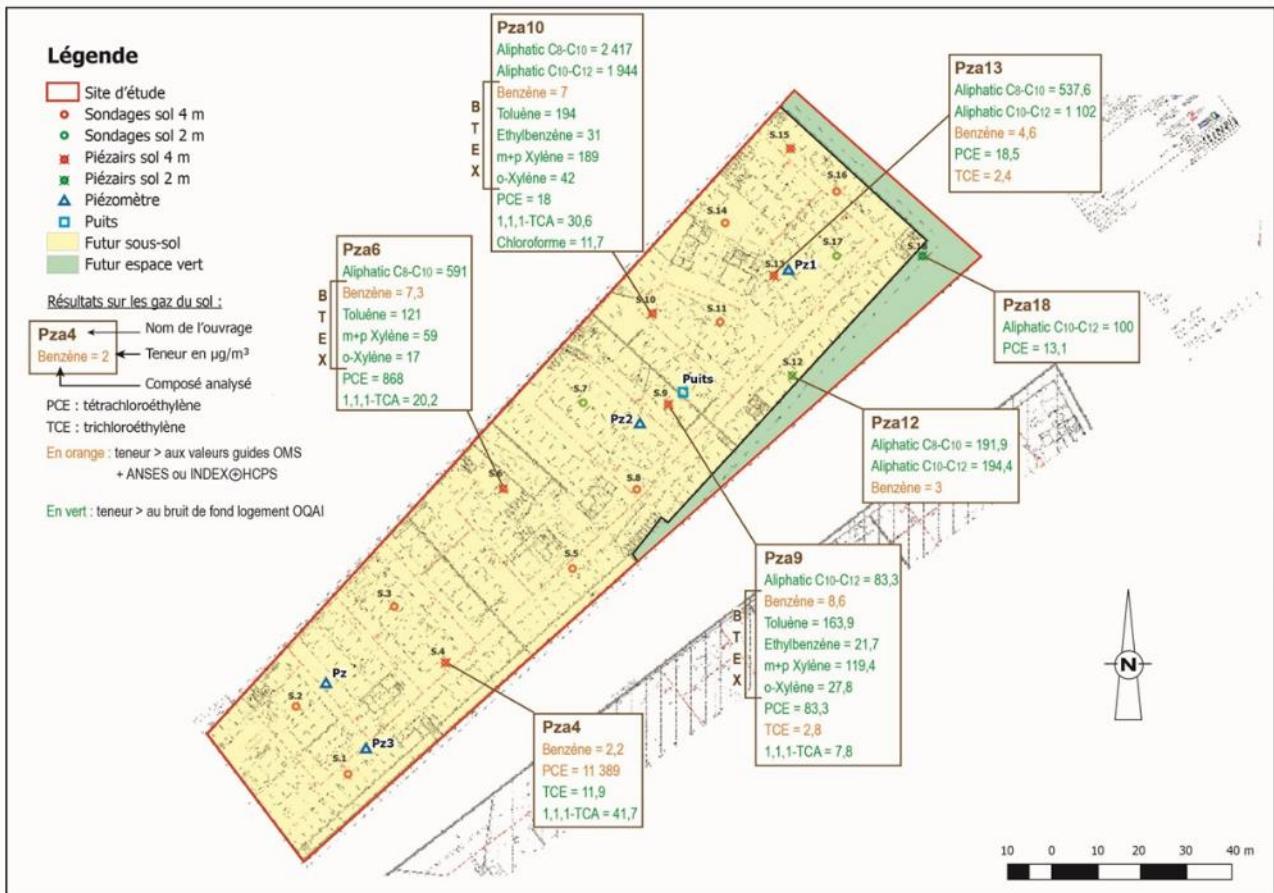 Légende
Site d'étude
Sondages sol 4 m
Sondages sol 2 m
Piézairs sol 4 m
Piézairs sol 2 m
Piézomètre
Puits
Futur sous-sol
Futur espace vert
Résultats sur les gaz du sol :
Pza4
Benzène = 2
Nom de l'ouvrage
Teneur en µg/m³
Composé analysé
PCE : tétrachloroéthylène
TCE : trichloroéthylène
En orange : teneur > aux valeurs guides OMS
+ ANSES ou INDEX⊕HCPS
En vert : teneur > au bruit de fond logement OQAI
Pza10
Aliphatic C8-C10 = 2 417
Aliphatic C10-C12 = 1 944
BTEX
Benzène = 7
Toluène = 194
Ethylbenzène = 31
m+p Xylène = 189
o-Xylène = 42
PCE = 18
1,1,1-TCA = 30,6
Chloroforme = 11,7
Pza13
Aliphatic C8-C10 = 537,6
Aliphatic C10-C12 = 1 102
Benzène = 4,6
PCE = 18,5
TCE = 2,4
Pza6
Aliphatic C8-C10 = 591
BTEX
Benzène = 7,3
Toluène = 121
m+p Xylène = 59
o-Xylène = 17
PCE = 868
1,1,1-TCA = 20,2
Pza18
Aliphatic C10-C12 = 100
PCE = 13,1
Pza12
Aliphatic C8-C10 = 191,9
Aliphatic C10-C12 = 194,4
Benzène = 3
Pza9
Aliphatic C10-C12 = 83,3
BTEX
Benzène = 8,6
Toluène = 163,9
Ethylbenzène = 21,7
m+p Xylène = 119,4
o-Xylène = 27,8
PCE = 83,3
TCE = 2,8
1,1,1-TCA = 7,8
Pza4
Benzène = 2,2
PCE = 11 389
TCE = 11,9
1,1,1-TCA = 41,7
S.15
S.16
S.14
S.17
S.13
Pz1
S.10
S.11
S.12
Puits
S.7
S.9
Pz2
S.6
S.8
S.5
S.3
S.4
Pz
S.2
Pz3
S.1
N
10 0 10 20 30 40 m